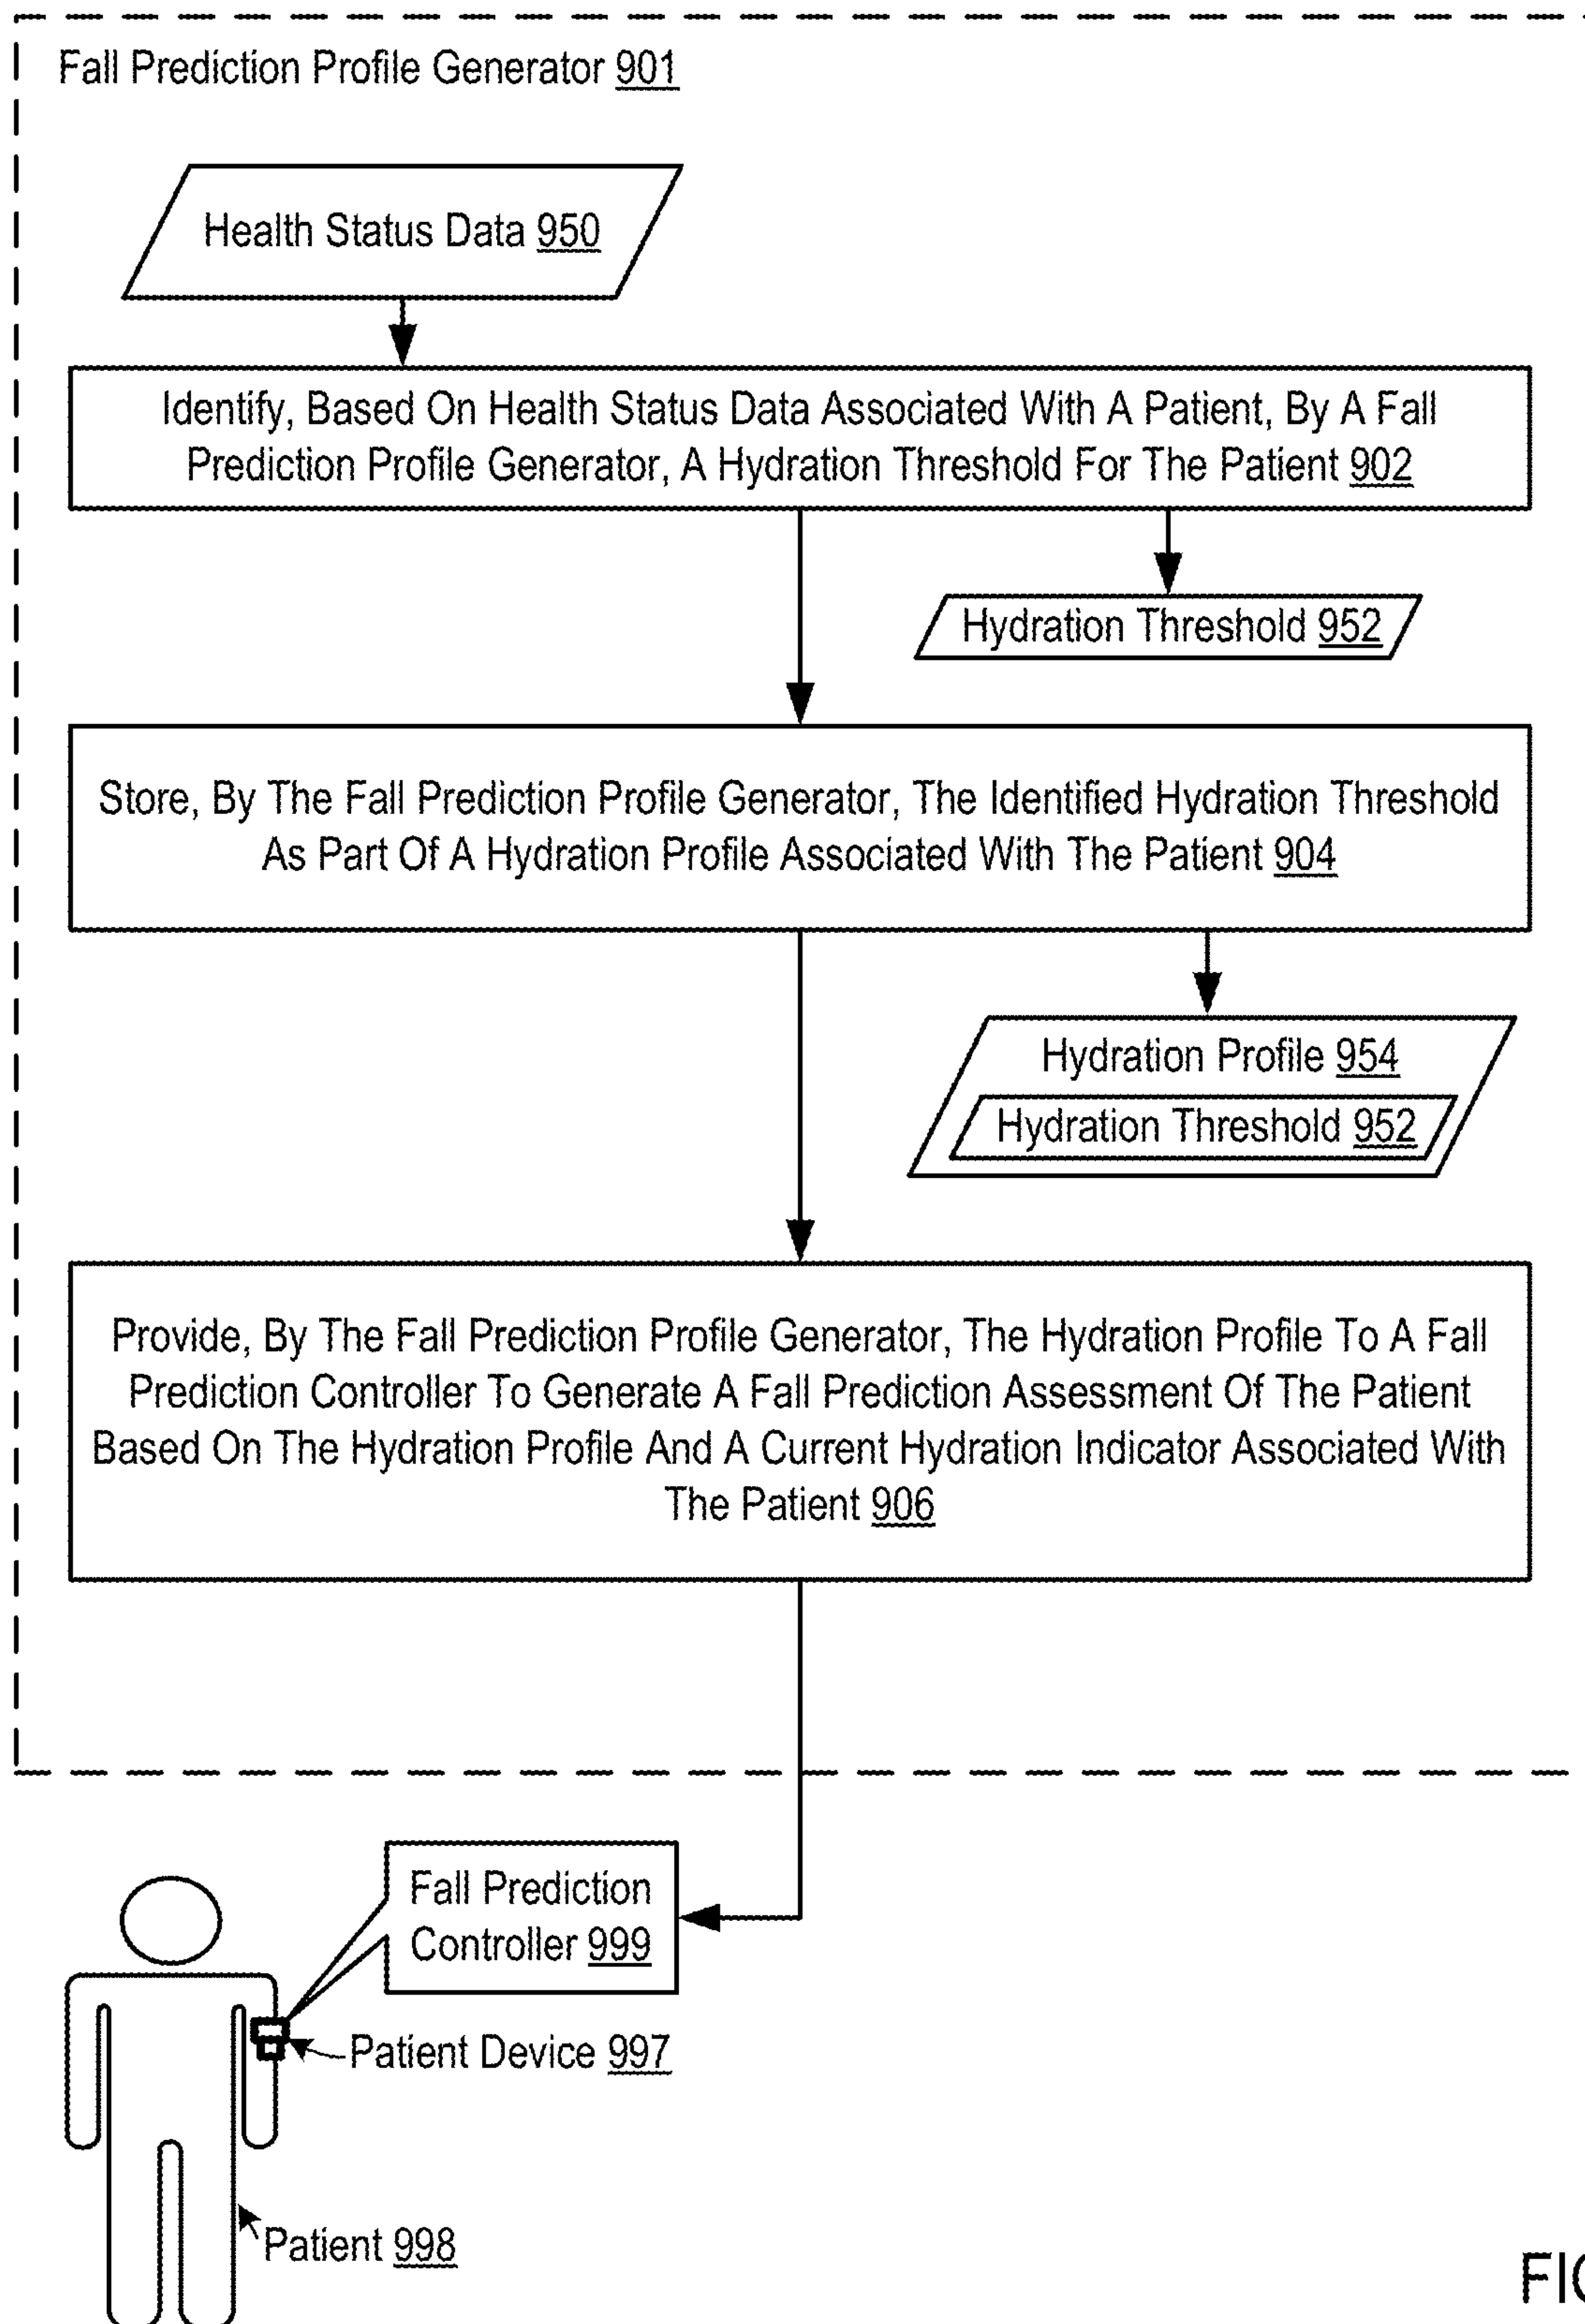 Fall Prediction Profile Generator 901
Health Status Data 950
Identify, Based On Health Status Data Associated With A Patient, By A Fall
Prediction Profile Generator, A Hydration Threshold For The Patient 902
Hydration Threshold 952
Store, By The Fall Prediction Profile Generator, The Identified Hydration Threshold
As Part Of A Hydration Profile Associated With The Patient 904
Hydration Profile 954
Hydration Threshold 952
Provide, By The Fall Prediction Profile Generator, The Hydration Profile To A Fall
Prediction Controller To Generate A Fall Prediction Assessment Of The Patient
Based On The Hydration Profile And A Current Hydration Indicator Associated With
The Patient 906
Fall Prediction
Controller 999
Patient Device 997
Patient 998